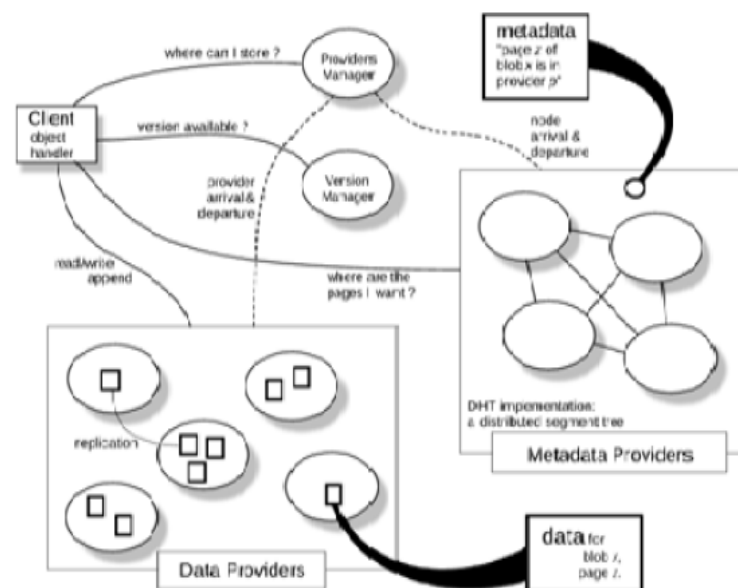 where can I store ?
Providers
Manager
metadata
"page z of
blob x is in
provider p"
Client
object
handler
version available ?
node
arrival &
departure
provider
arrival &
departure
Version
Manager
read/write/
append
where are the
pages I want ?
replication
DHT impementation:
a distributed segment tree
Metadata Providers
data for
blob x,
page z.
Data Providers